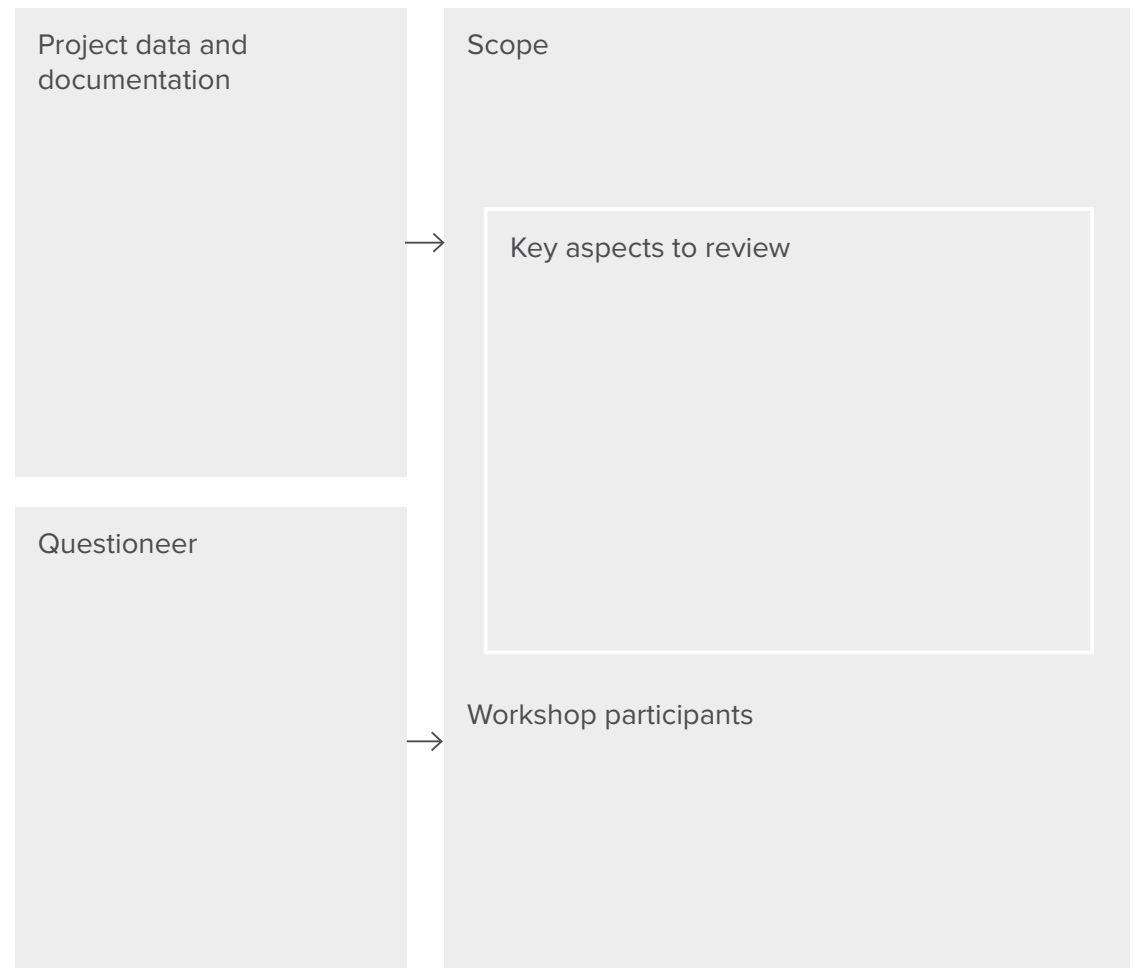 Project data and
documentation
Scope
Key aspects to review
Questioneer
Workshop participants